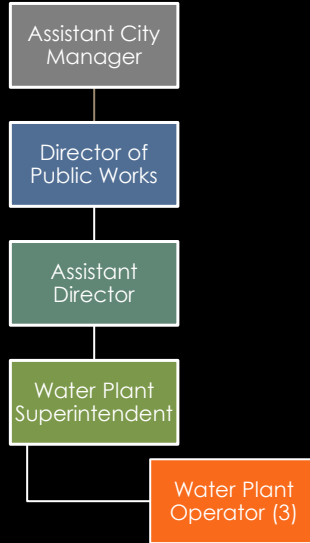 Assistant City
Manager
Director of
Public Works
Assistant
Director
Water Plant
Superintendent
Water Plant
Operator (3)